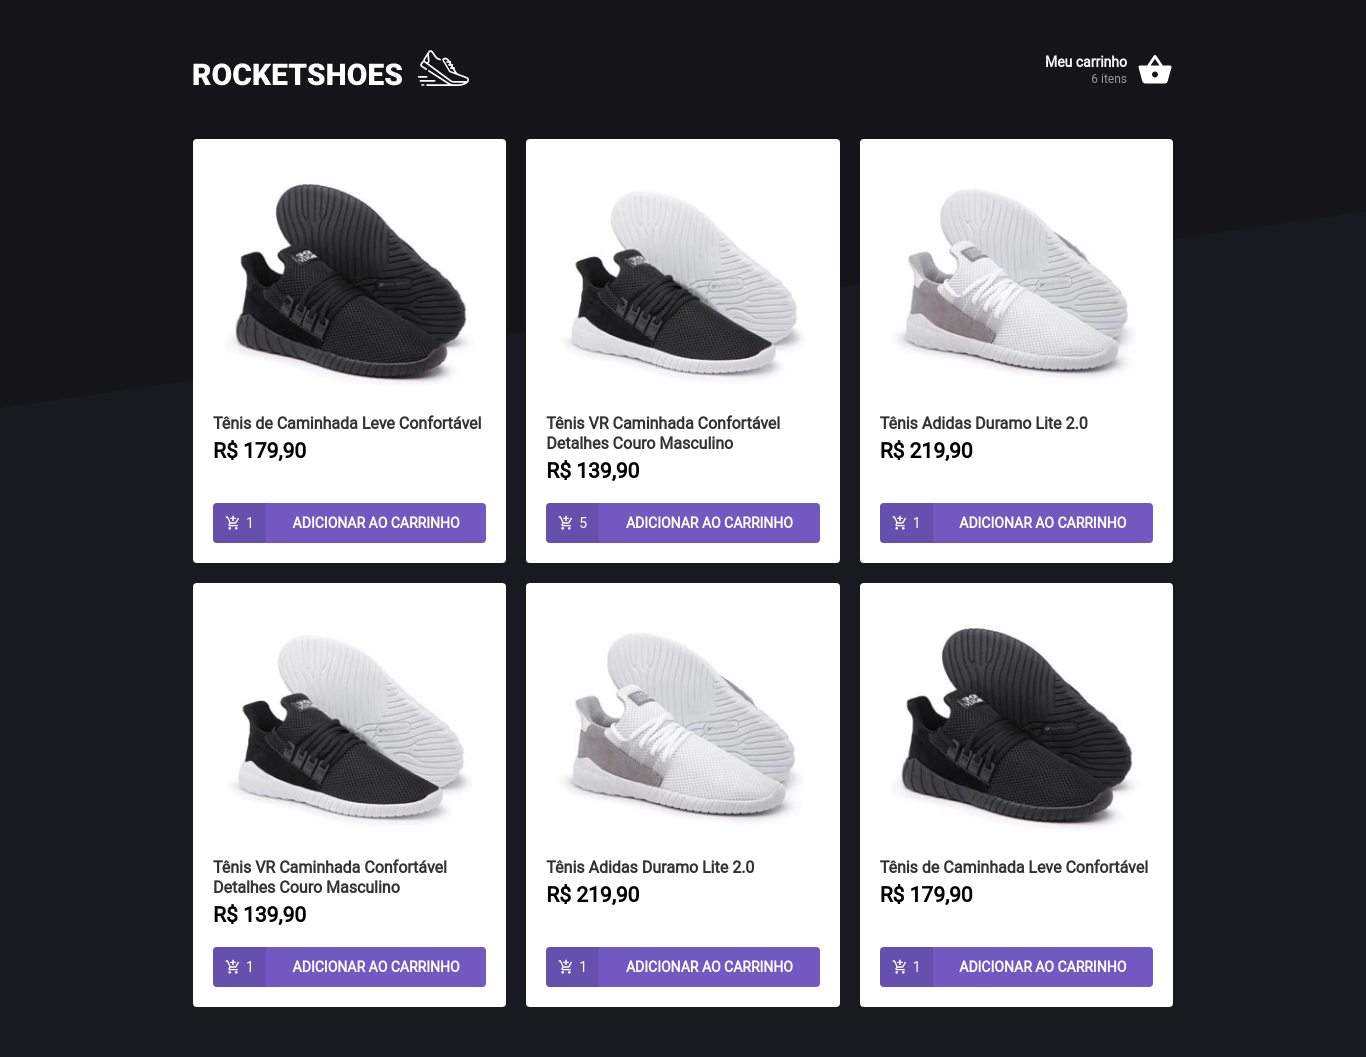 ROCKETSHOES
Meu carrinho
6 itens
Tênis de Caminhada Leve Confortável
R$ 179,90
1 ADICIONAR AO CARRINHO
Tênis VR Caminhada Confortável
Detalhes Couro Masculino
R$ 139,90
5 ADICIONAR AO CARRINHO
Tênis Adidas Duramo Lite 2.0
R$ 219,90
1 ADICIONAR AO CARRINHO
Tênis VR Caminhada Confortável
Detalhes Couro Masculino
R$ 139,90
1 ADICIONAR AO CARRINHO
Tênis Adidas Duramo Lite 2.0
R$ 219,90
1 ADICIONAR AO CARRINHO
Tênis de Caminhada Leve Confortável
R$ 179,90
1 ADICIONAR AO CARRINHO